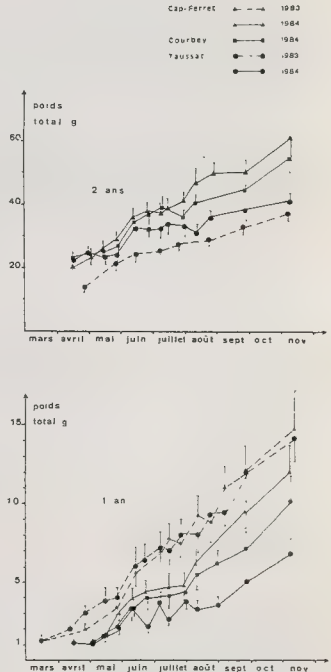 Cap-Ferret 1983
1984
Courbey 1984
Taussat 1983
1984
poids
total g
60
2 ans
40
20
mars avril mai juin juillet août sept oct nov
15
poids
total g
1 an
10
5
1
mars avril mai juin juillet août sept oct nov